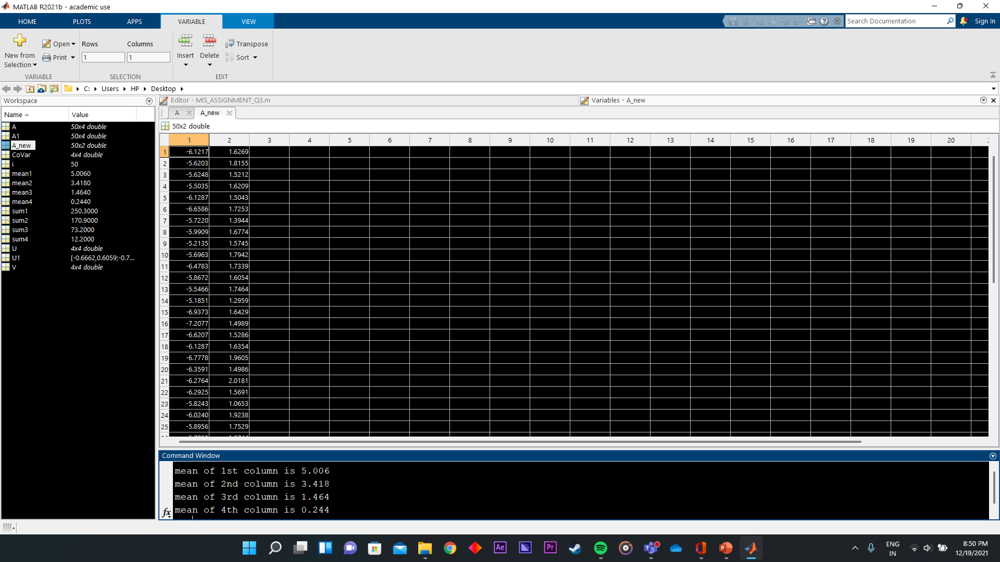 MATLAB R2021b - academic use
HOME PLOTS APPS VARIABLE VIEW Search Documentation Sign In
New from Selection Open Print Rows Columns Insert Delete Transpose Sort
1 1
VARIABLE SELECTION EDIT
C: Users HP Desktop
Workspace
Name Value
A 50x4 double
A1 50x4 double
A_new 50x2 double
CoVar 4x4 double
i 50
mean1 5.0060
mean2 3.4180
mean3 1.4640
mean4 0.2440
sum1 250.3000
sum2 170.9000
sum3 73.2000
sum4 12.2000
U 4x4 double
U1 [-0.6662,0.6059;-0.7...
V 4x4 double
Editor - MIS_ASSIGNMENT_Q3.m Variables - A_new
A A_new
50x2 double
1 2 3 4 5 6 7 8 9 10 11 12 13 14 15 16 17 18 19 20
1 -6.1217 1.6269
2 -5.6203 1.8155
3 -5.6248 1.5212
4 -5.5035 1.6209
5 -6.1287 1.5043
6 -6.6586 1.7253
7 -5.7220 1.3944
8 -5.9909 1.6774
9 -5.2135 1.5745
10 -5.6963 1.7942
11 -6.4783 1.7339
12 -5.8672 1.6054
13 -5.5466 1.7464
14 -5.1851 1.2959
15 -6.9373 1.6429
16 -7.2077 1.4989
17 -6.6207 1.5286
18 -6.1287 1.6354
19 -6.7778 1.9605
20 -6.3591 1.4986
21 -6.2764 2.0181
22 -6.2925 1.5691
23 -5.8243 1.0653
24 -6.0240 1.9238
25 -5.8956 1.7529
Command Window
mean of 1st column is 5.006
mean of 2nd column is 3.418
mean of 3rd column is 1.464
mean of 4th column is 0.244
fx
Ae Pr
ENG
IN
8:50 PM
12/19/2021